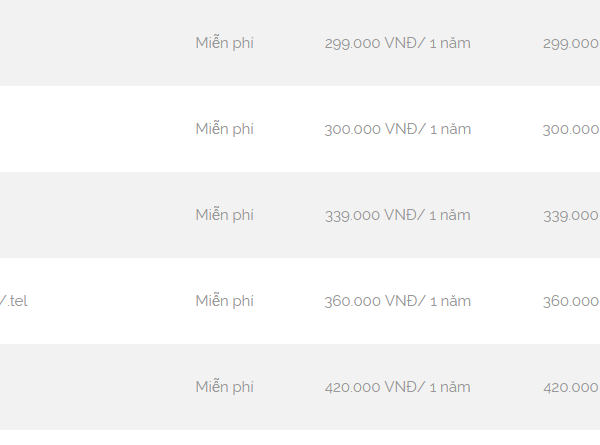 Miễn phí 299.000 VNĐ/ 1 năm 299.000
Miễn phí 300.000 VNĐ/ 1 năm 300.000
Miễn phí 339.000 VNĐ/ 1 năm 339.000
/.tel Miễn phí 360.000 VNĐ/ 1 năm 360.000
Miễn phí 420.000 VNĐ/ 1 năm 420.000